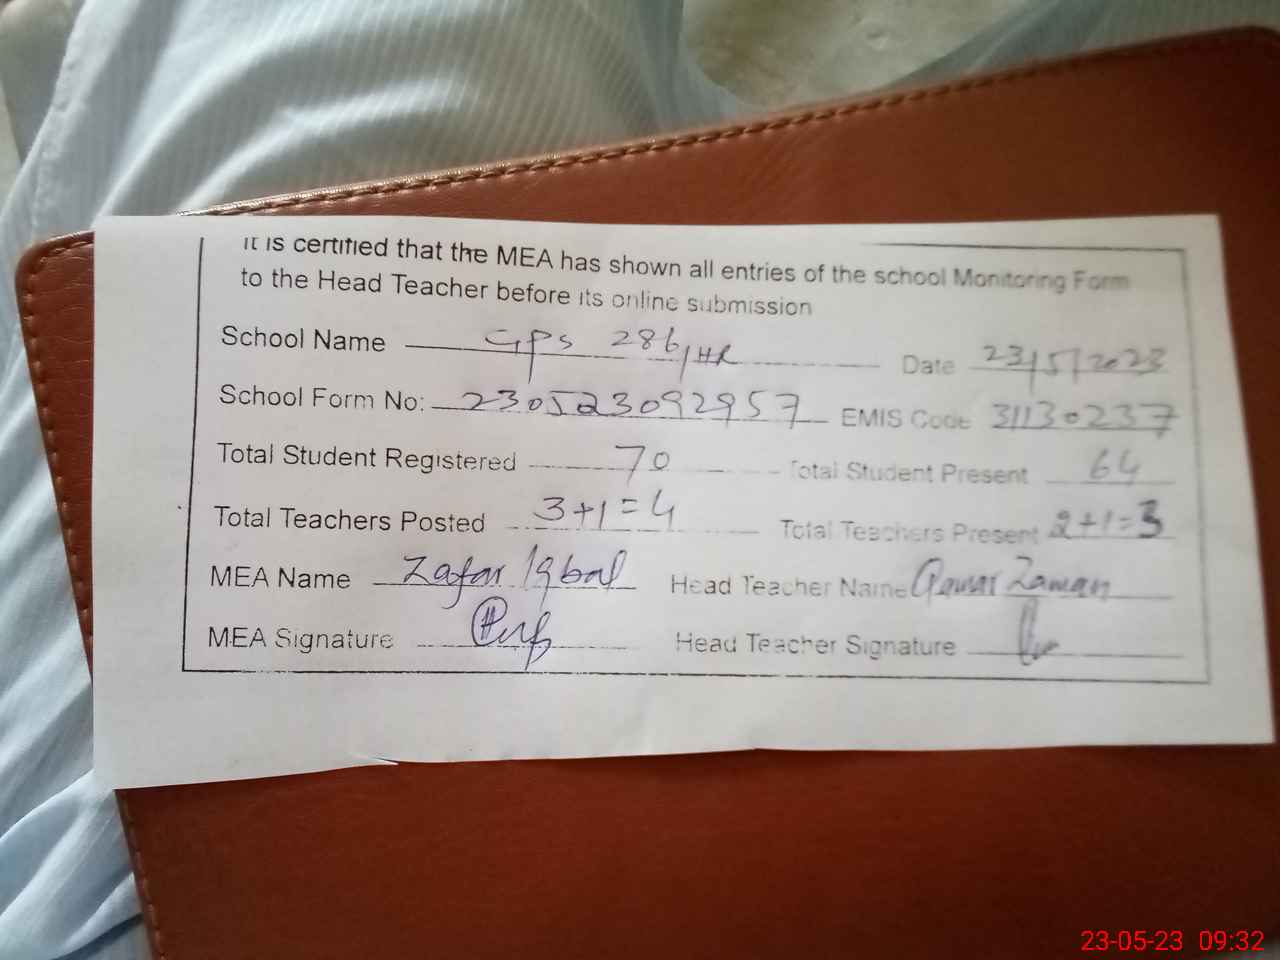 It is certified that the MEA has shown all entries of the school Monitoring Form
to the Head Teacher before its online submission
School Name GPS 286/HR Date 23/5/2023
School Form No: 230523092957 EMIS Code 31130237
Total Student Registered 70 Total Student Present 64
Total Teachers Posted 3+1=4 Total Teachers Present 2+1=3
MEA Name Zafar Iqbal Head Teacher Name Qamar Zaman
MEA Signature Head Teacher Signature
23-05-23 09:32